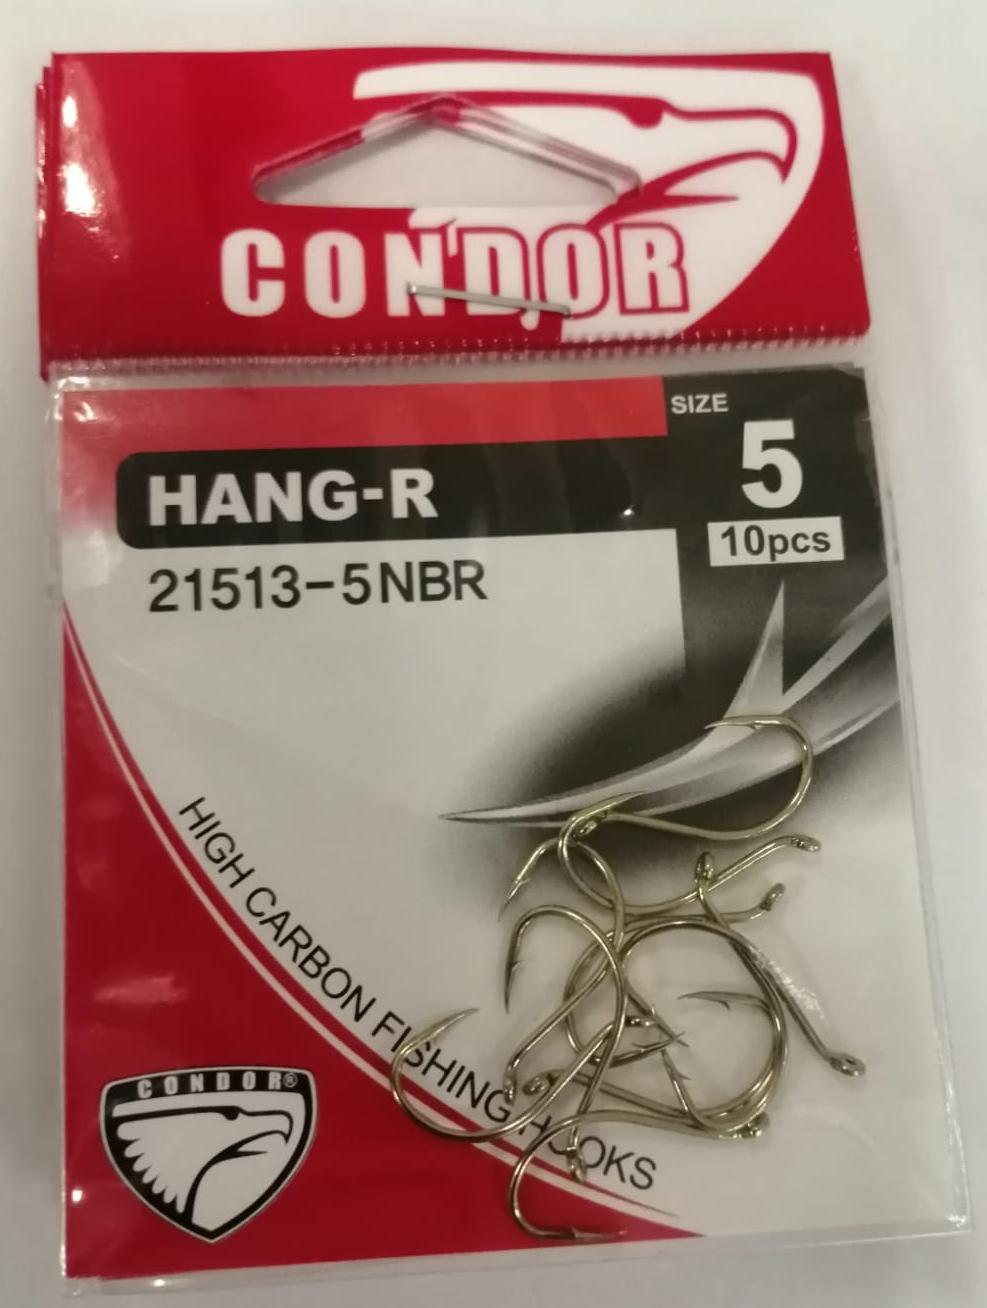 CONDOR
SIZE
5
10pcs
HANG-R
21513-5NBR
HIGH CARBON FISHING HOOKS
CONDOR®